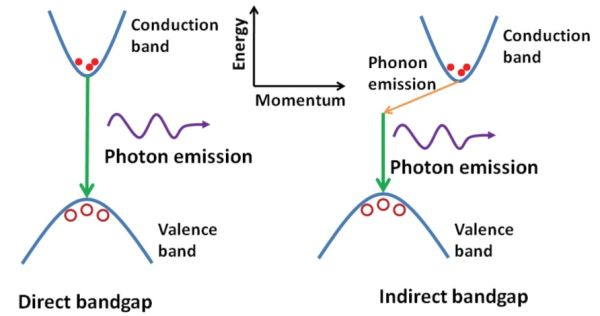 Conduction
band
Photon emission
Valence
band
Direct bandgap
Energy
Momentum
Conduction
band
Phonon
emission
Photon emission
Valence
band
Indirect bandgap